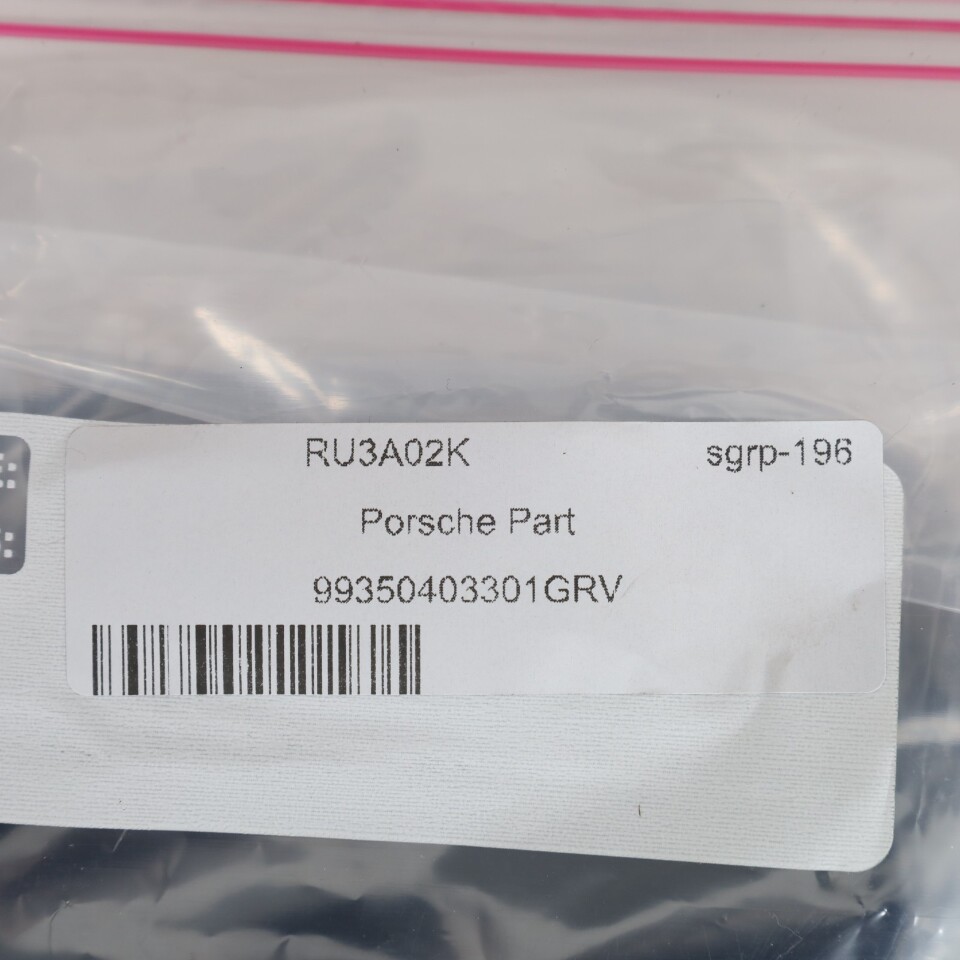 RU3A02K sgrp-196
Porsche Part
99350403301GRV